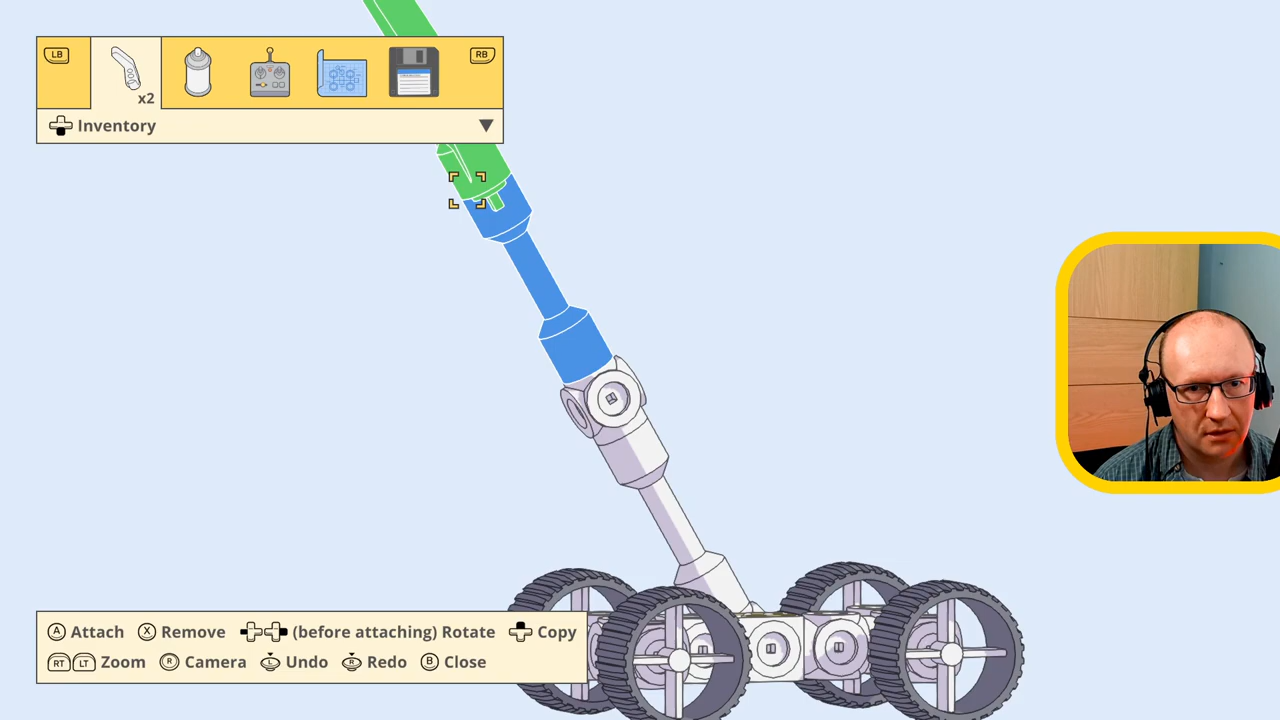 LB
RB
x2
Inventory
A Attach X Remove (before attaching) Rotate Copy
RT LT Zoom R Camera L Undo R Redo B Close